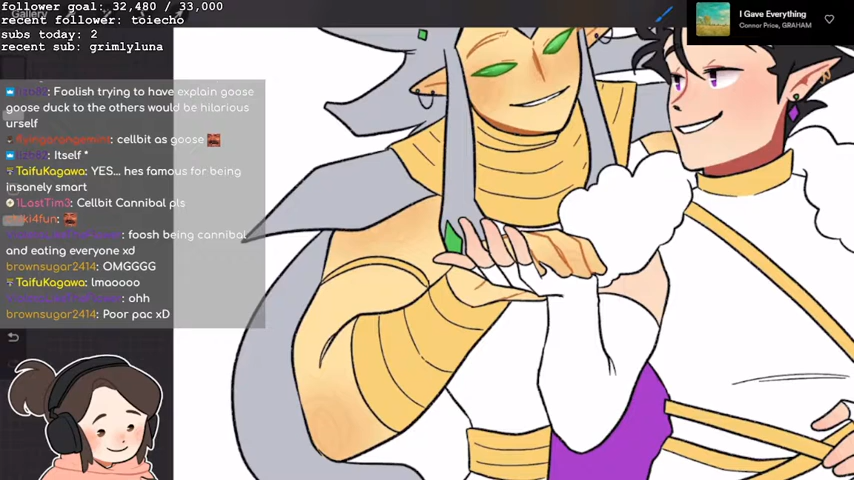 Gallery
follower goal: 32,480 / 33,000
recent follower: toiecho
subs today: 2
recent sub: grimlyluna
I Gave Everything
Connor Price, GRAHAM
Foolish trying to have explain goose
goose duck to the others would be hilarious
urself
cellbit as goose
Itself *
TaifuKagawa: YES... hes famous for being
insanely smart
1LastTim3: Cellbit Cannibal pls
foosh being cannibal
and eating everyone xd
brownsugar2414: OMGGGG
TaifuKagawa: lmaoooo
ohh
brownsugar2414: Poor pac xD